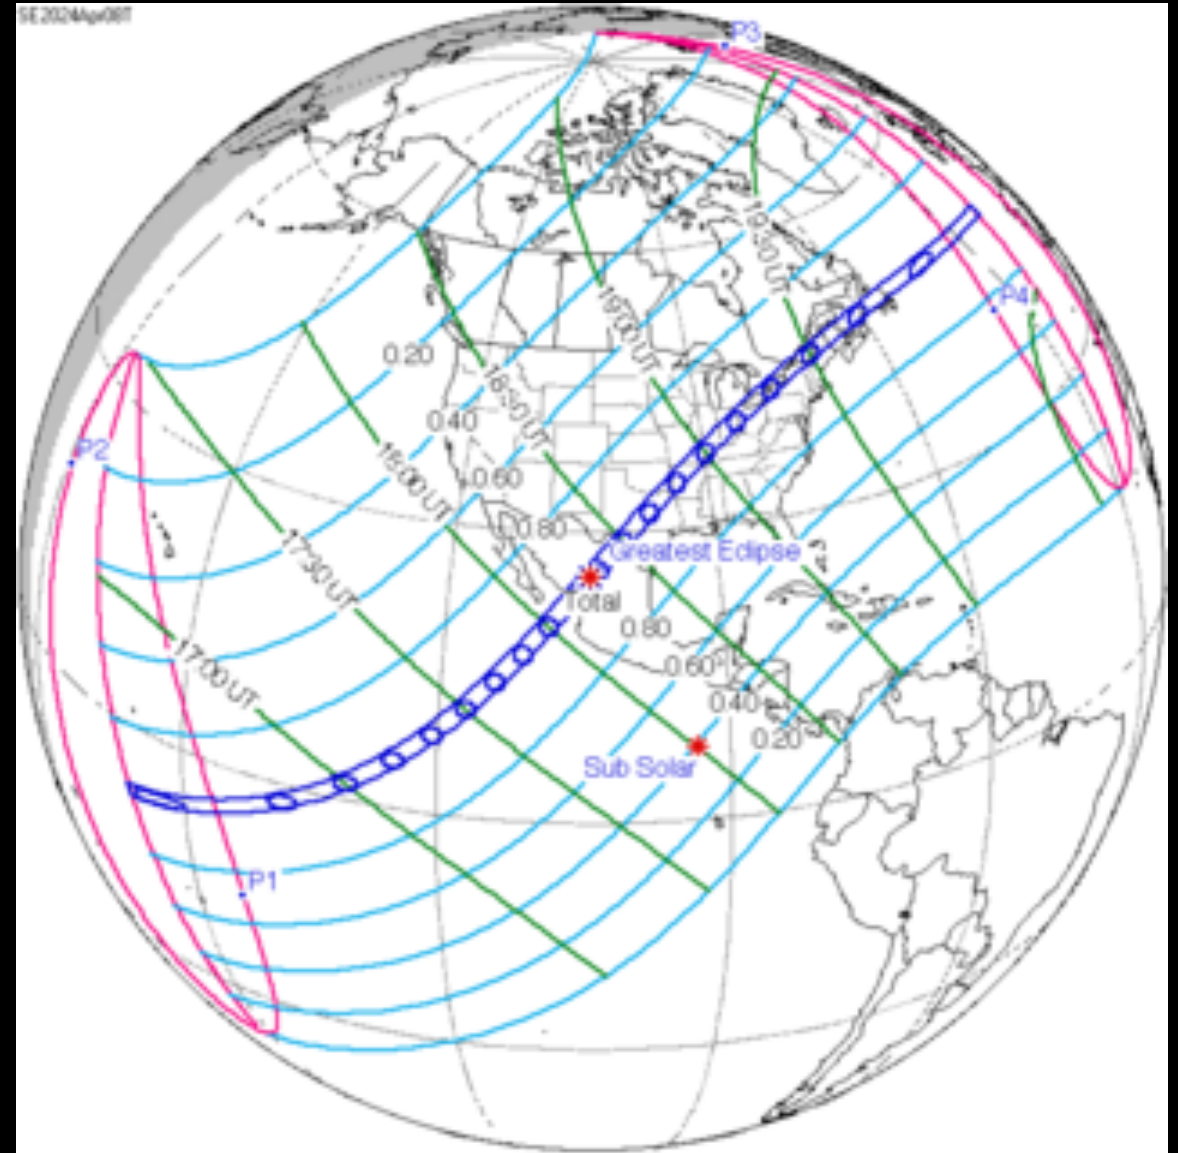 SE2024Apr08T
P3
19:30 UT
P4
19:00 UT
0.20
18:30 UT
0.40
P2
18:00 UT
0.60
0.80
17:30 UT
Greatest Eclipse
Total
0.80
17:00 UT
0.60
0.40
0.20
Sub Solar
P1